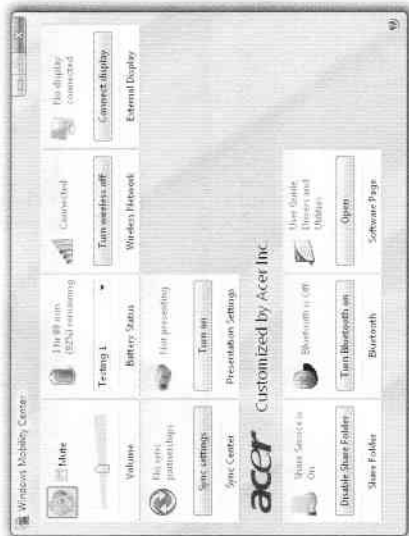 Windows Mobility Center
Mute
Volume
1 hr 49 min
(92%) remaining
Testing 1
Battery Status
Connected
Turn wireless off
Wireless Network
No display
connected
Connect display
External Display
No sync
partnerships
Sync settings
Sync Center
Not presenting
Turn on
Presentation Settings
acer Customized by Acer Inc.
Share Service is
On
Disable Share Folder
Share Folder
Bluetooth is Off
Turn Bluetooth on
Bluetooth
User Guide
Drivers and
Utilities
Open
Software Page